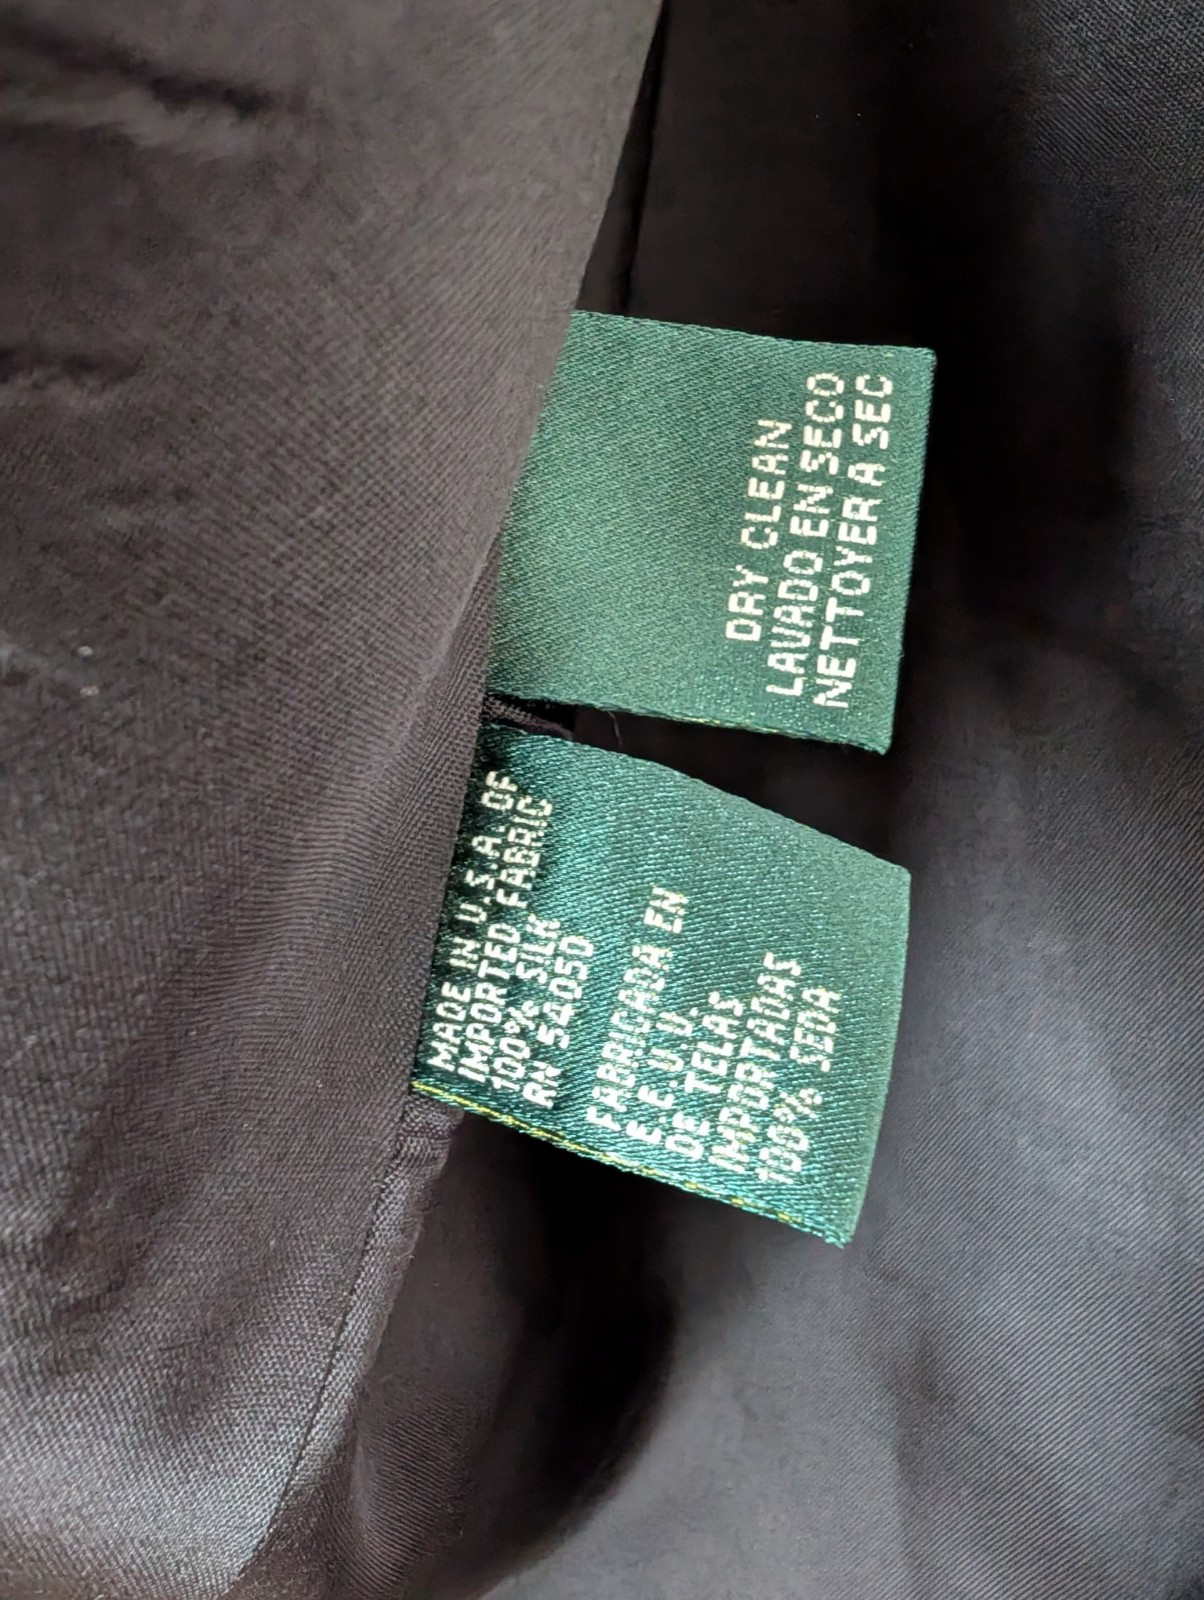 DRY CLEAN
LAVADO EN SECO
NETTOYER A SEC
MADE IN U.S.A. OF
IMPORTED FABRIC
100% SILK
RN 54050
FABRICADA EN
E.E.U.U.
DE TELAS
IMPORTADAS
100% SEDA